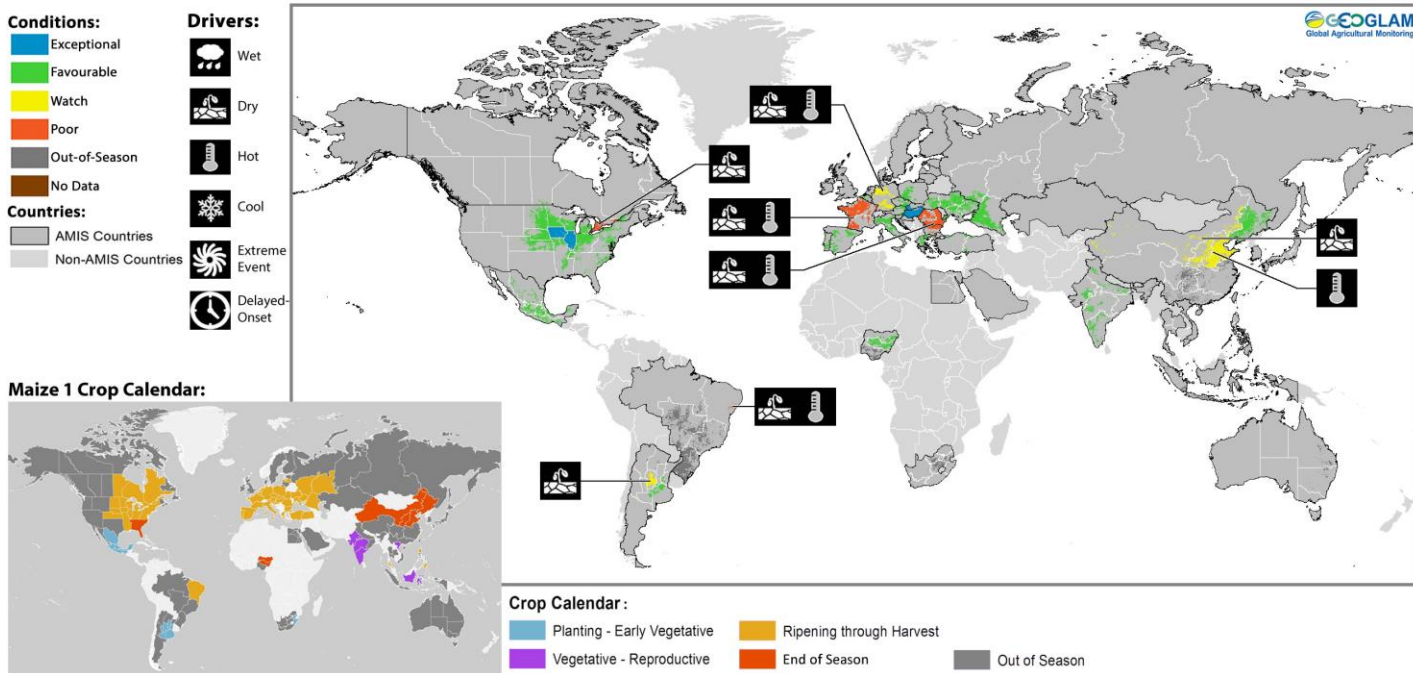 Conditions:
Exceptional
Favourable
Watch
Poor
Out-of-Season
No Data
Countries:
AMIS Countries
Non-AMIS Countries
Drivers:
Wet
Dry
Hot
Cool
Extreme
Event
Delayed-
Onset
GEOGLAM
Global Agricultural Monitoring
Maize 1 Crop Calendar:
Crop Calendar :
Planting - Early Vegetative
Ripening through Harvest
Vegetative - Reproductive
End of Season
Out of Season